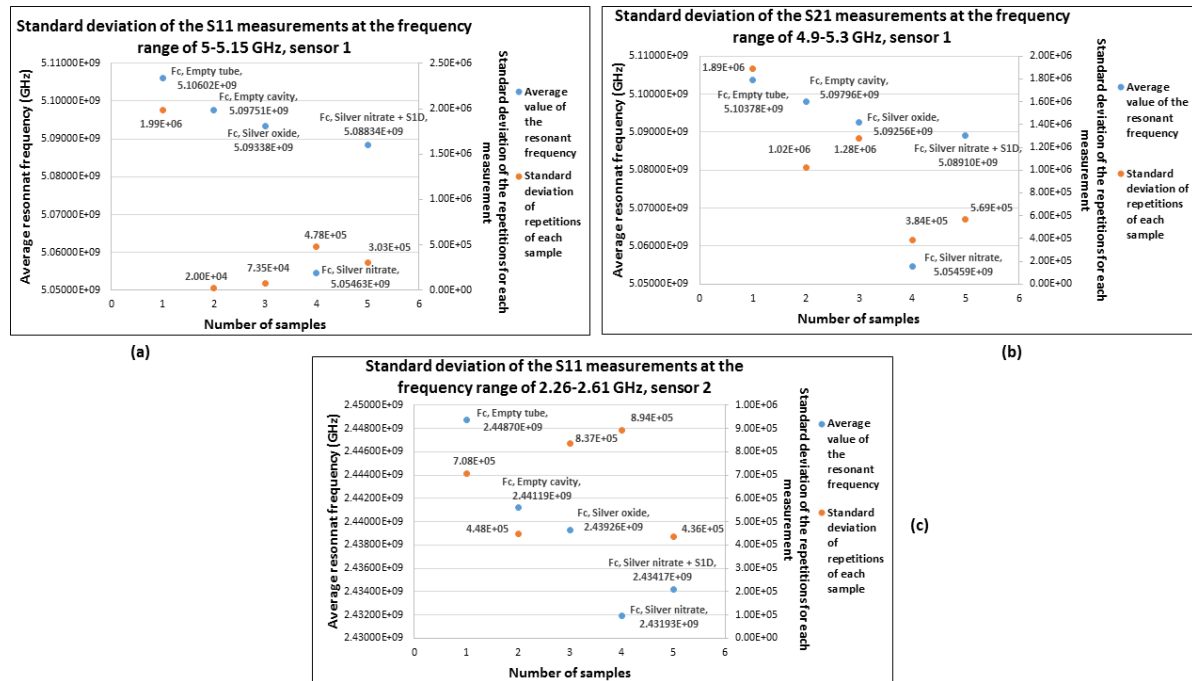 Standard deviation of the S11 measurements at the frequency
range of 5-5.15 GHz, sensor 1
Average resonnat frequency (GHz)
5.11000E+09
5.10000E+09
5.09000E+09
5.08000E+09
5.07000E+09
5.06000E+09
5.05000E+09
Fc, Empty tube,
5.10602E+09
Fc, Empty cavity,
5.09751E+09
Fc, Silver oxide,
5.09338E+09
Fc, Silver nitrate + S1D,
5.08834E+09
1.99E+06
4.78E+05
3.03E+05
7.35E+04
2.00E+04
Fc, Silver nitrate,
5.05463E+09
2.50E+06
2.00E+06
1.50E+06
1.00E+06
5.00E+05
0.00E+00
Standard deviation of the repetitions for each
measurement
0 1 2 3 4 5 6
Number of samples
Average
value of
the
resonant
frequency
Standard
deviation
of
repetitions
of each
sample
(a)
Standard deviation of the S21 measurements at the frequency
range of 4.9-5.3 GHz, sensor 1
Average resonnat frequency (GHz)
5.11000E+09
5.10000E+09
5.09000E+09
5.08000E+09
5.07000E+09
5.06000E+09
5.05000E+09
1.89E+06
Fc, Empty tube,
5.10378E+09
Fc, Empty cavity,
5.09796E+09
Fc, Silver oxide,
5.09256E+09
1.02E+06
1.28E+06
Fc, Silver nitrate + S1D,
5.08910E+09
3.84E+05
5.69E+05
Fc, Silver nitrate,
5.05459E+09
2.00E+06
1.80E+06
1.60E+06
1.40E+06
1.20E+06
1.00E+06
8.00E+05
6.00E+05
4.00E+05
2.00E+05
0.00E+00
Standard deviation of the repetitions for each
measurement
0 1 2 3 4 5 6
Number of samples
Average
value of the
resonant
frequency
Standard
deviation of
repetitions
of each
sample
(b)
Standard deviation of the S11 measurements at the
frequency range of 2.26-2.61 GHz, sensor 2
Average resonnat frequency (GHz)
2.45000E+09
2.44800E+09
2.44600E+09
2.44400E+09
2.44200E+09
2.44000E+09
2.43800E+09
2.43600E+09
2.43400E+09
2.43200E+09
2.43000E+09
Fc, Empty tube,
2.44870E+09
8.94E+05
8.37E+05
7.08E+05
Fc, Empty cavity,
2.44119E+09
Fc, Silver oxide,
2.43926E+09
4.48E+05
4.36E+05
Fc, Silver nitrate + S1D,
2.43417E+09
Fc, Silver nitrate,
2.43193E+09
1.00E+06
9.00E+05
8.00E+05
7.00E+05
6.00E+05
5.00E+05
4.00E+05
3.00E+05
2.00E+05
1.00E+05
0.00E+00
Standard deviation of the repetitions for each
measurement
0 1 2 3 4 5 6
Number of samples
Average
value of the
resonant
frequency
Standard
deviation of
repetitions
of each
sample
(c)